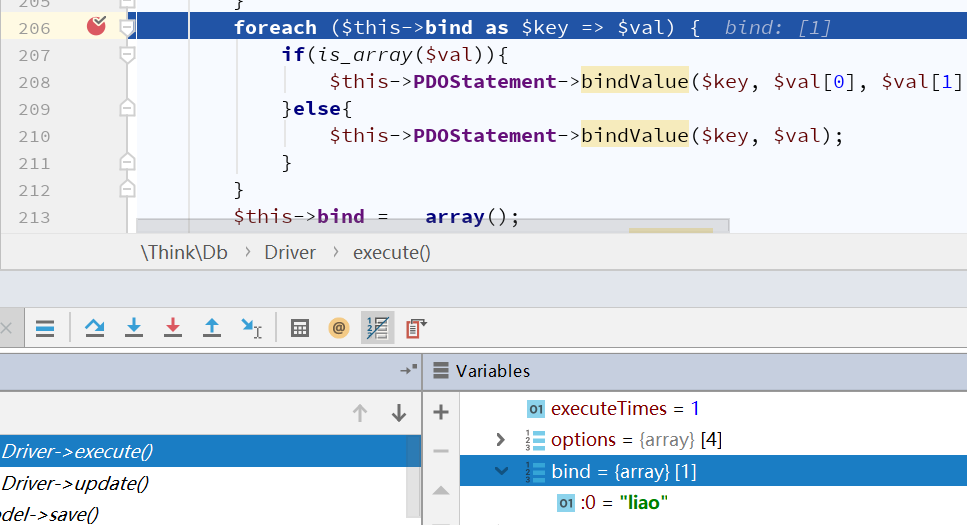 205 }
206 foreach ($this->bind as $key => $val) { bind: [1]
207 if(is_array($val)){
208 $this->PDOStatement->bindValue($key, $val[0], $val[1]
209 }else{
210 $this->PDOStatement->bindValue($key, $val);
211 }
212 }
213 $this->bind = array();
\Think\Db › Driver › execute()
Variables
Driver->execute()
Driver->update()
del->save()
executeTimes = 1
options = {array} [4]
bind = {array} [1]
:0 = "liao"